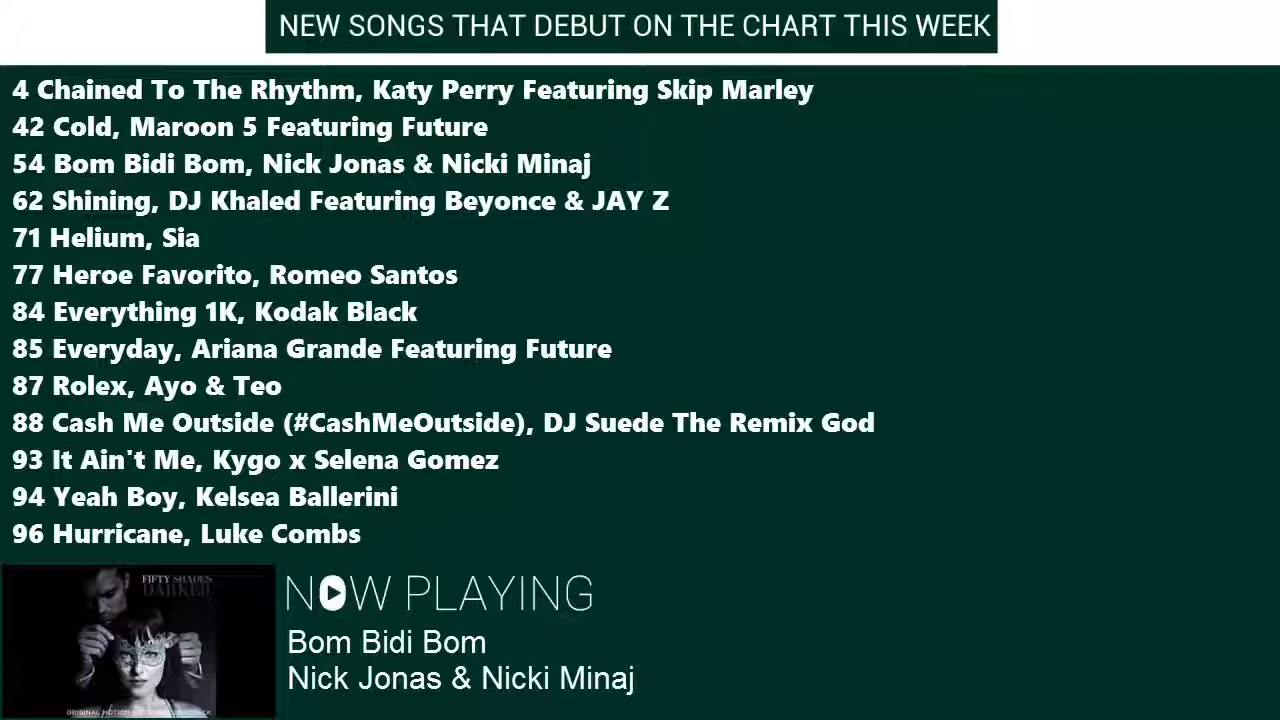 NEW SONGS THAT DEBUT ON THE CHART THIS WEEK
4 Chained To The Rhythm, Katy Perry Featuring Skip Marley
42 Cold, Maroon 5 Featuring Future
54 Bom Bidi Bom, Nick Jonas & Nicki Minaj
62 Shining, DJ Khaled Featuring Beyonce & JAY Z
71 Helium, Sia
77 Heroe Favorito, Romeo Santos
84 Everything 1K, Kodak Black
85 Everyday, Ariana Grande Featuring Future
87 Rolex, Ayo & Teo
88 Cash Me Outside (#CashMeOutside), DJ Suede The Remix God
93 It Ain't Me, Kygo x Selena Gomez
94 Yeah Boy, Kelsea Ballerini
96 Hurricane, Luke Combs
FIFTY SHADES
DARKER
ORIGINAL MOTION
NOW PLAYING
Bom Bidi Bom
Nick Jonas & Nicki Minaj